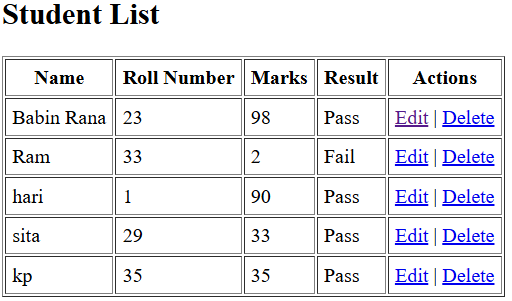 Student List
Name Roll Number Marks Result Actions
Babin Rana 23 98 Pass Edit | Delete
Ram 33 2 Fail Edit | Delete
hari 1 90 Pass Edit | Delete
sita 29 33 Pass Edit | Delete
kp 35 35 Pass Edit | Delete